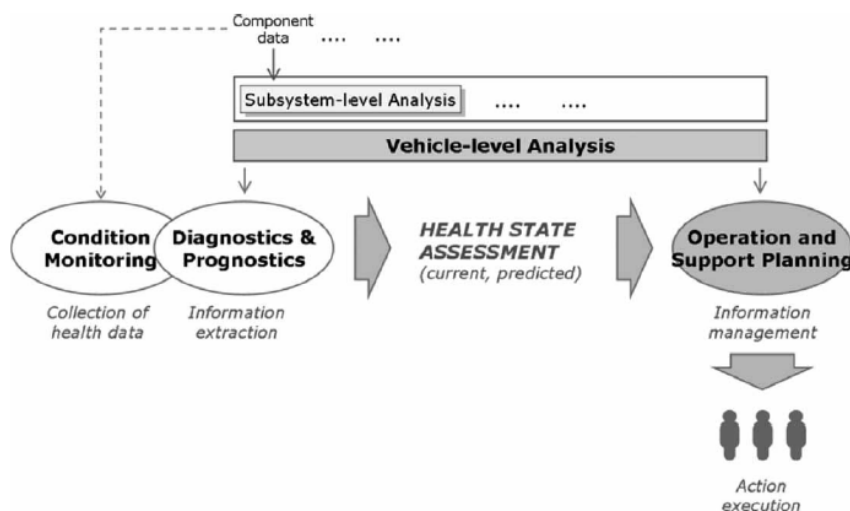 Component
data
.... ....
Subsystem-level Analysis
.... ....
Vehicle-level Analysis
Condition
Monitoring
Diagnostics &
Prognostics
HEALTH STATE
ASSESSMENT
(current, predicted)
Operation and
Support Planning
Collection of
health data
Information
extraction
Information
management
Action
execution